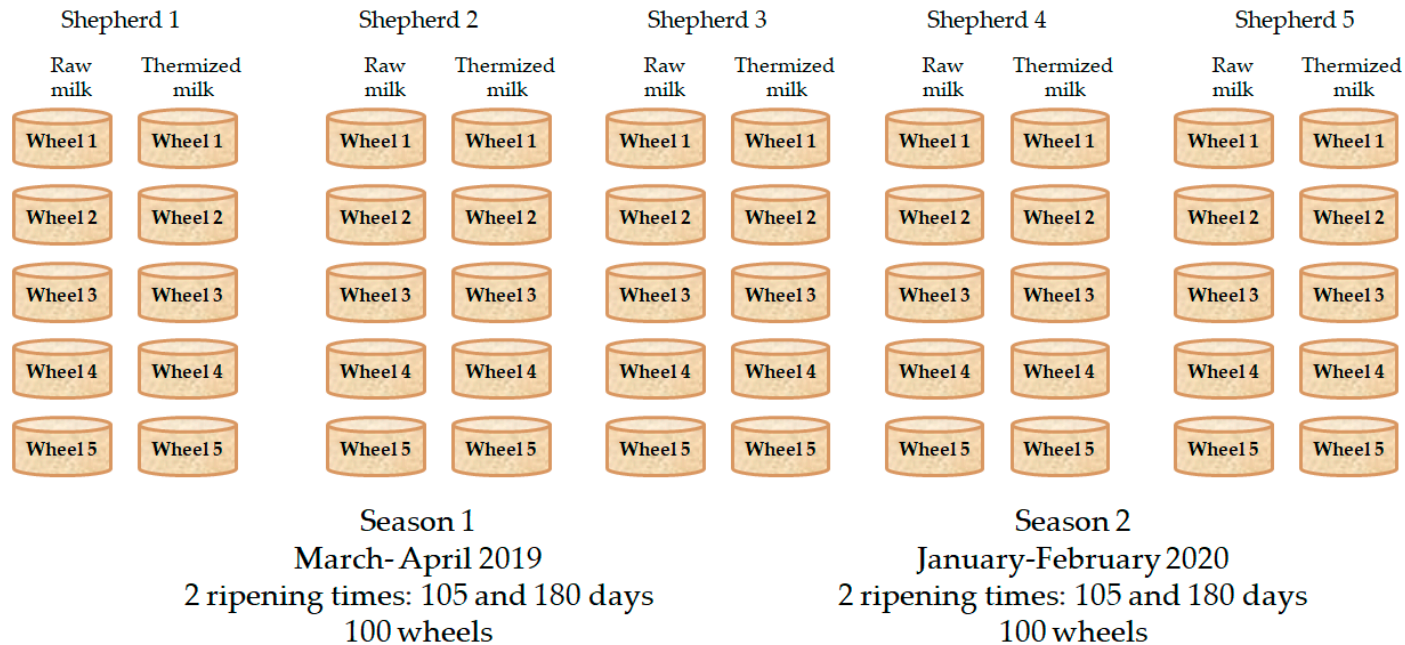 Shepherd 1 Shepherd 2 Shepherd 3 Shepherd 4 Shepherd 5
Raw Thermized Raw Thermized Raw Thermized Raw Thermized Raw Thermized
milk milk milk milk milk milk milk milk milk milk
Wheel 1 Wheel 1 Wheel 1 Wheel 1 Wheel 1 Wheel 1 Wheel 1 Wheel 1 Wheel 1 Wheel 1
Wheel 2 Wheel 2 Wheel 2 Wheel 2 Wheel 2 Wheel 2 Wheel 2 Wheel 2 Wheel 2 Wheel 2
Wheel 3 Wheel 3 Wheel 3 Wheel 3 Wheel 3 Wheel 3 Wheel 3 Wheel 3 Wheel 3 Wheel 3
Wheel 4 Wheel 4 Wheel 4 Wheel 4 Wheel 4 Wheel 4 Wheel 4 Wheel 4 Wheel 4 Wheel 4
Wheel 5 Wheel 5 Wheel 5 Wheel 5 Wheel 5 Wheel 5 Wheel 5 Wheel 5 Wheel 5 Wheel 5
Season 1
March- April 2019
2 ripening times: 105 and 180 days
100 wheels
Season 2
January-February 2020
2 ripening times: 105 and 180 days
100 wheels